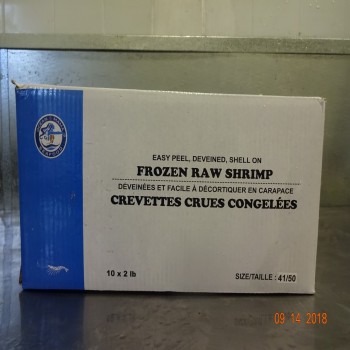 EASY PEEL, DEVEINED, SHELL ON
FROZEN RAW SHRIMP
DEVEINÉES ET FACILE À DÉCORTIQUER EN CARAPACE
CREVETTES CRUES CONGELÉES
10 x 2 lb
SIZE/TAILLE : 41/50
09 14 2018